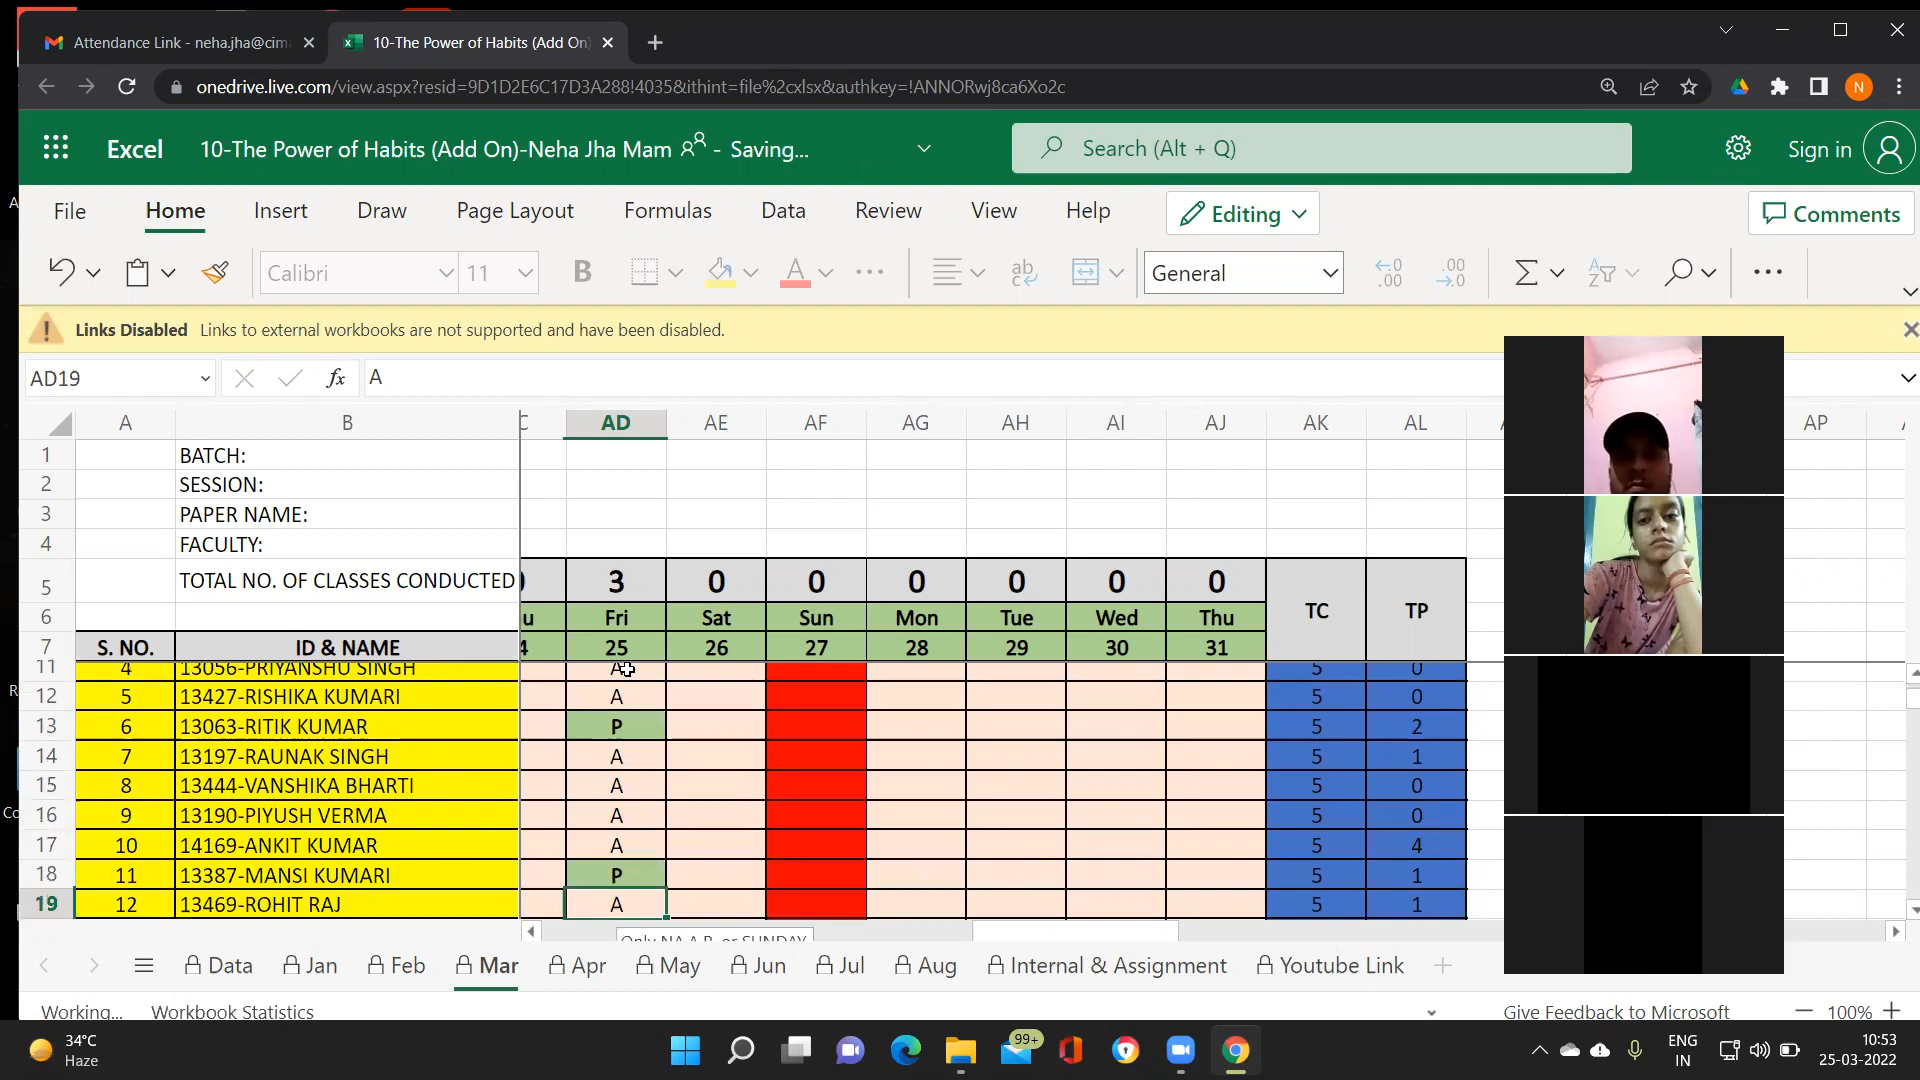 Attendance Link - neha.jha@cim
10-The Power of Habits (Add On)
onedrive.live.com/view.aspx?resid=9D1D2E6C17D3A288!4035&ithint=file%2cxlsx&authkey=!ANNORwj8ca6Xo2c
N
Excel 10-The Power of Habits (Add On)-Neha Jha Mam - Saving...
Search (Alt + Q)
Sign in
File Home Insert Draw Page Layout Formulas Data Review View Help Editing Comments
Calibri 11 B A ab General
Links Disabled Links to external workbooks are not supported and have been disabled.
AD19 fx A
A B C AD AE AF AG AH AI AJ AK AL AP
1 BATCH:
2 SESSION:
3 PAPER NAME:
4 FACULTY:
5 TOTAL NO. OF CLASSES CONDUCTED 3 0 0 0 0 0 0 TC TP
6 u Fri Sat Sun Mon Tue Wed Thu
7 S. NO. ID & NAME 4 25 26 27 28 29 30 31
11 4 13056-PRIYANSHU SINGH A 5 0
12 5 13427-RISHIKA KUMARI A 5 0
13 6 13063-RITIK KUMAR P 5 2
14 7 13197-RAUNAK SINGH A 5 1
15 8 13444-VANSHIKA BHARTI A 5 0
16 9 13190-PIYUSH VERMA A 5 0
17 10 14169-ANKIT KUMAR A 5 4
18 11 13387-MANSI KUMARI P 5 1
19 12 13469-ROHIT RAJ A 5 1
Only NA,A,P, or SUNDAY
Data Jan Feb Mar Apr May Jun Jul Aug Internal & Assignment Youtube Link
Working... Workbook Statistics Give Feedback to Microsoft 100%
34°C
Haze
99+
ENG
IN
10:53
25-03-2022